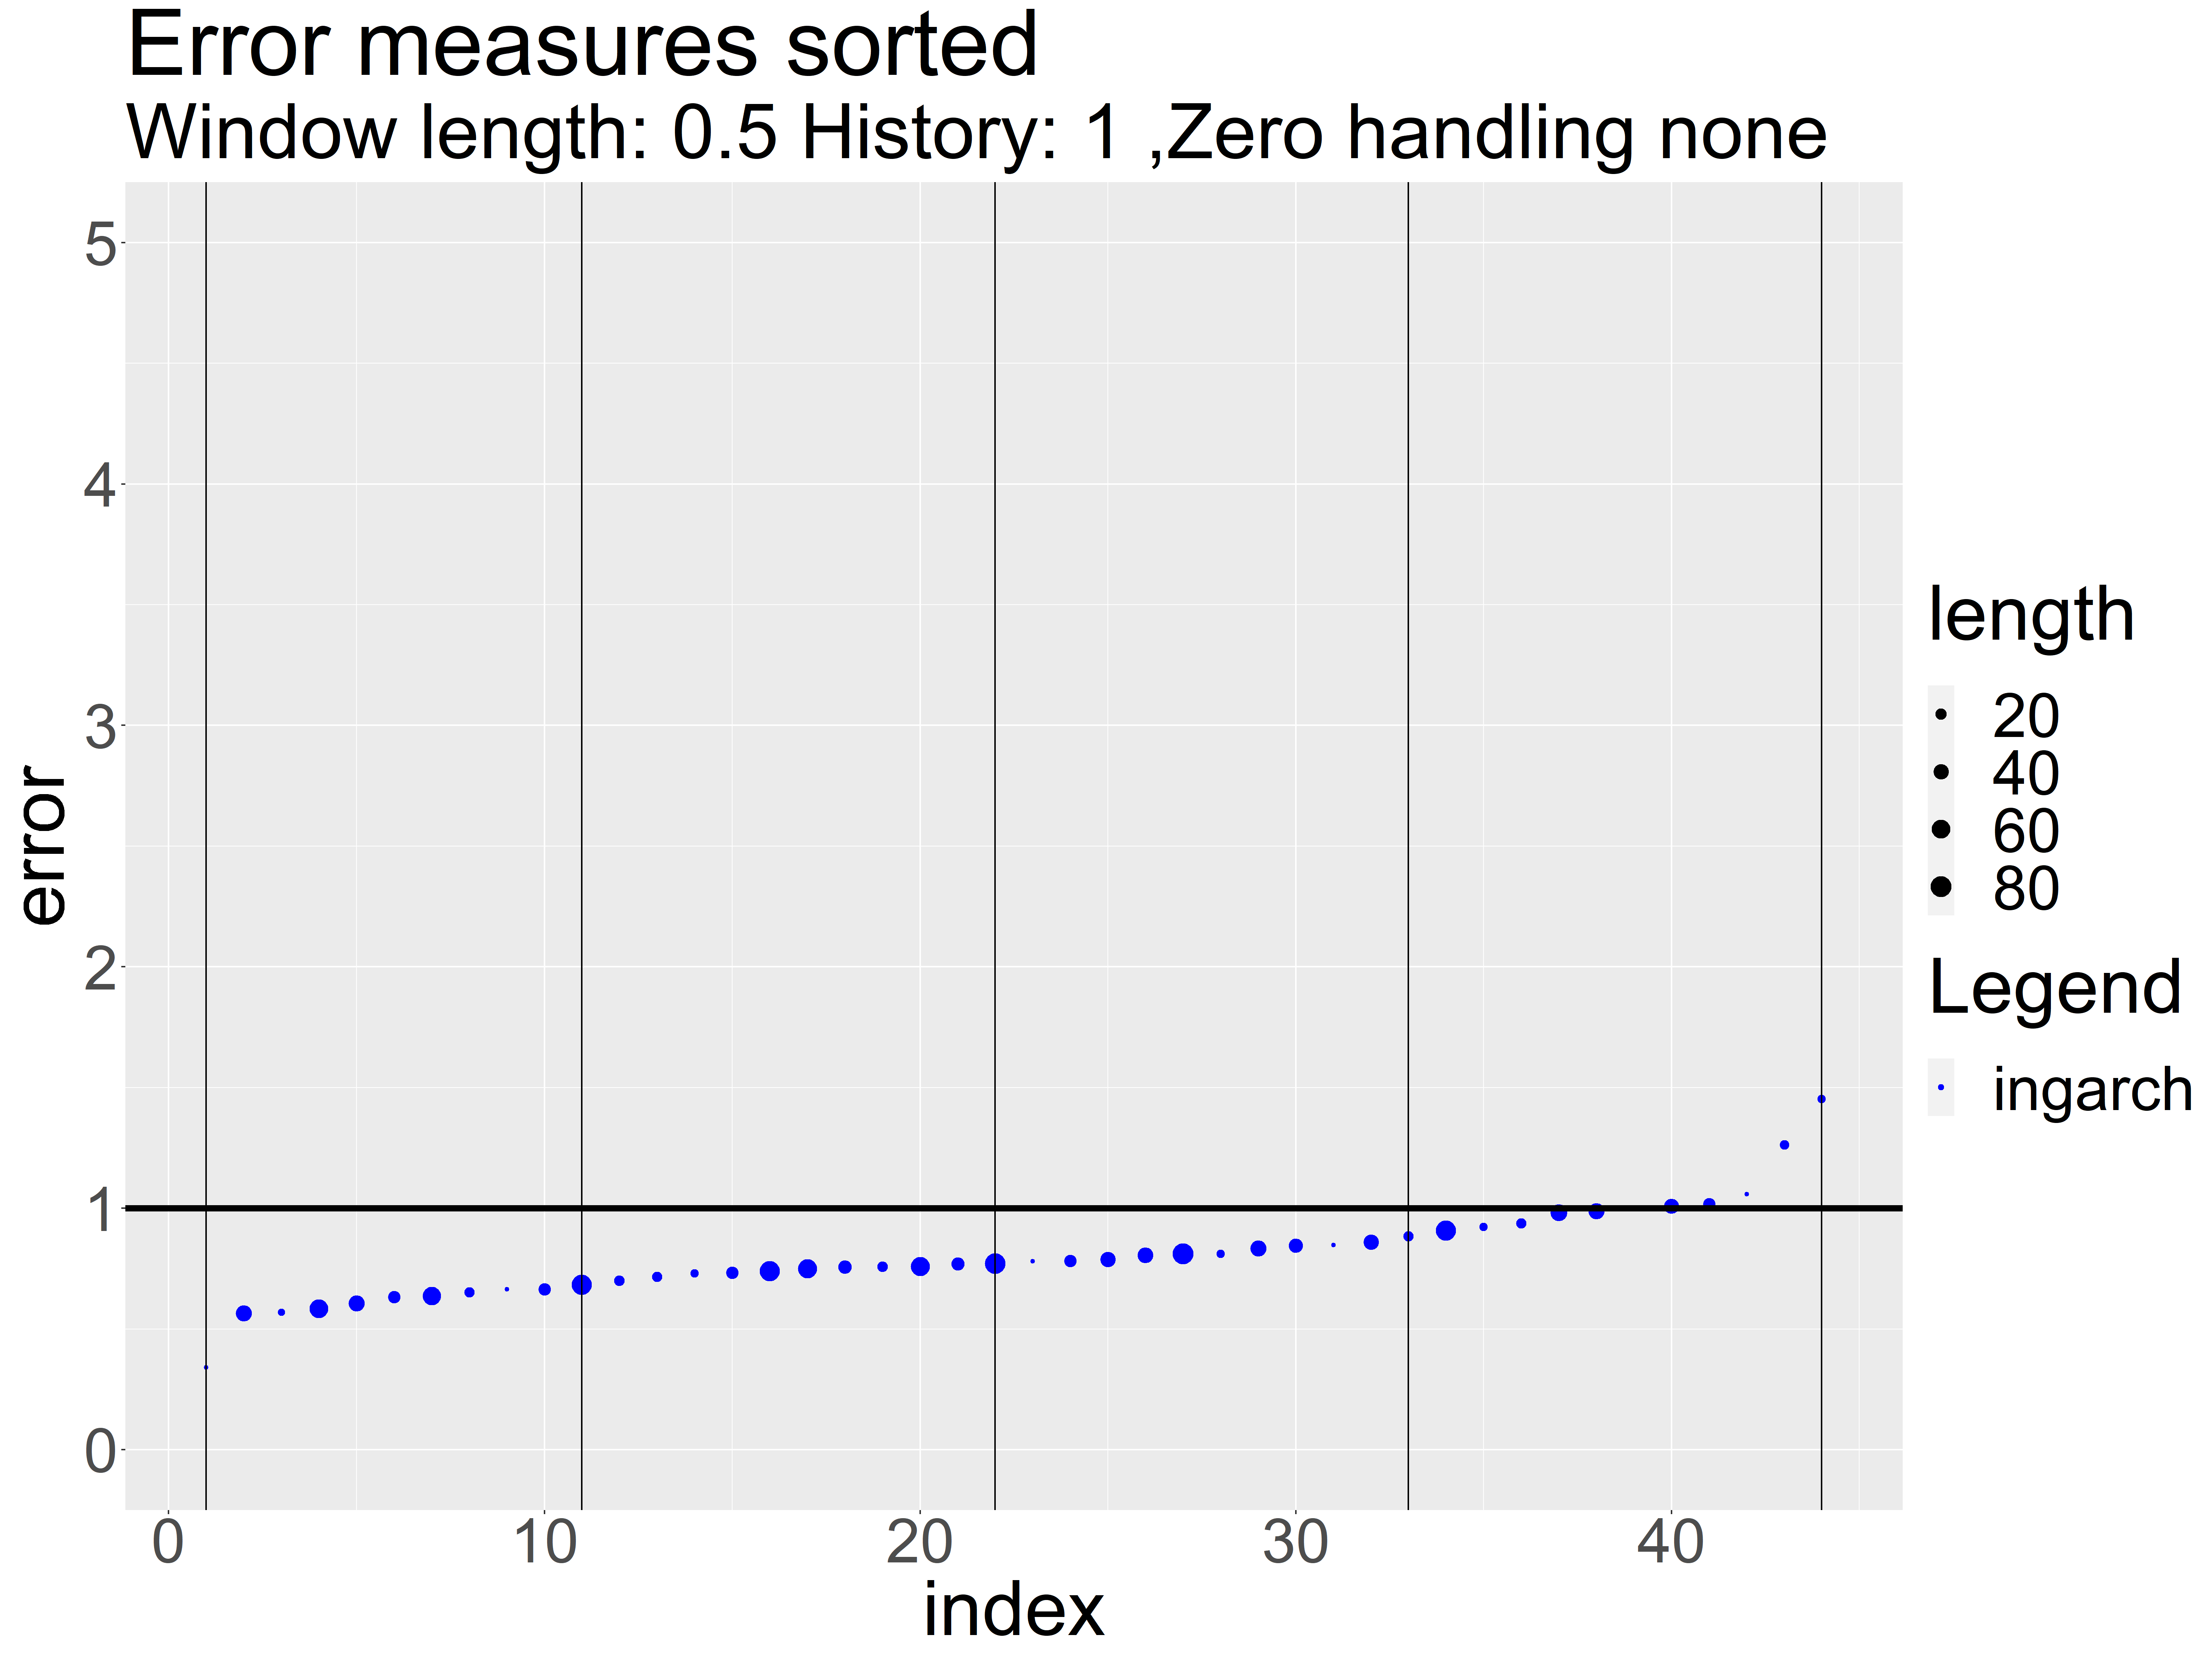 Error measures sorted
Window length: 0.5 History: 1 ,Zero handling none
5
4
3
2
1
0
error
0 10 20 30 40
index
length
20
40
60
80
Legend
ingarch